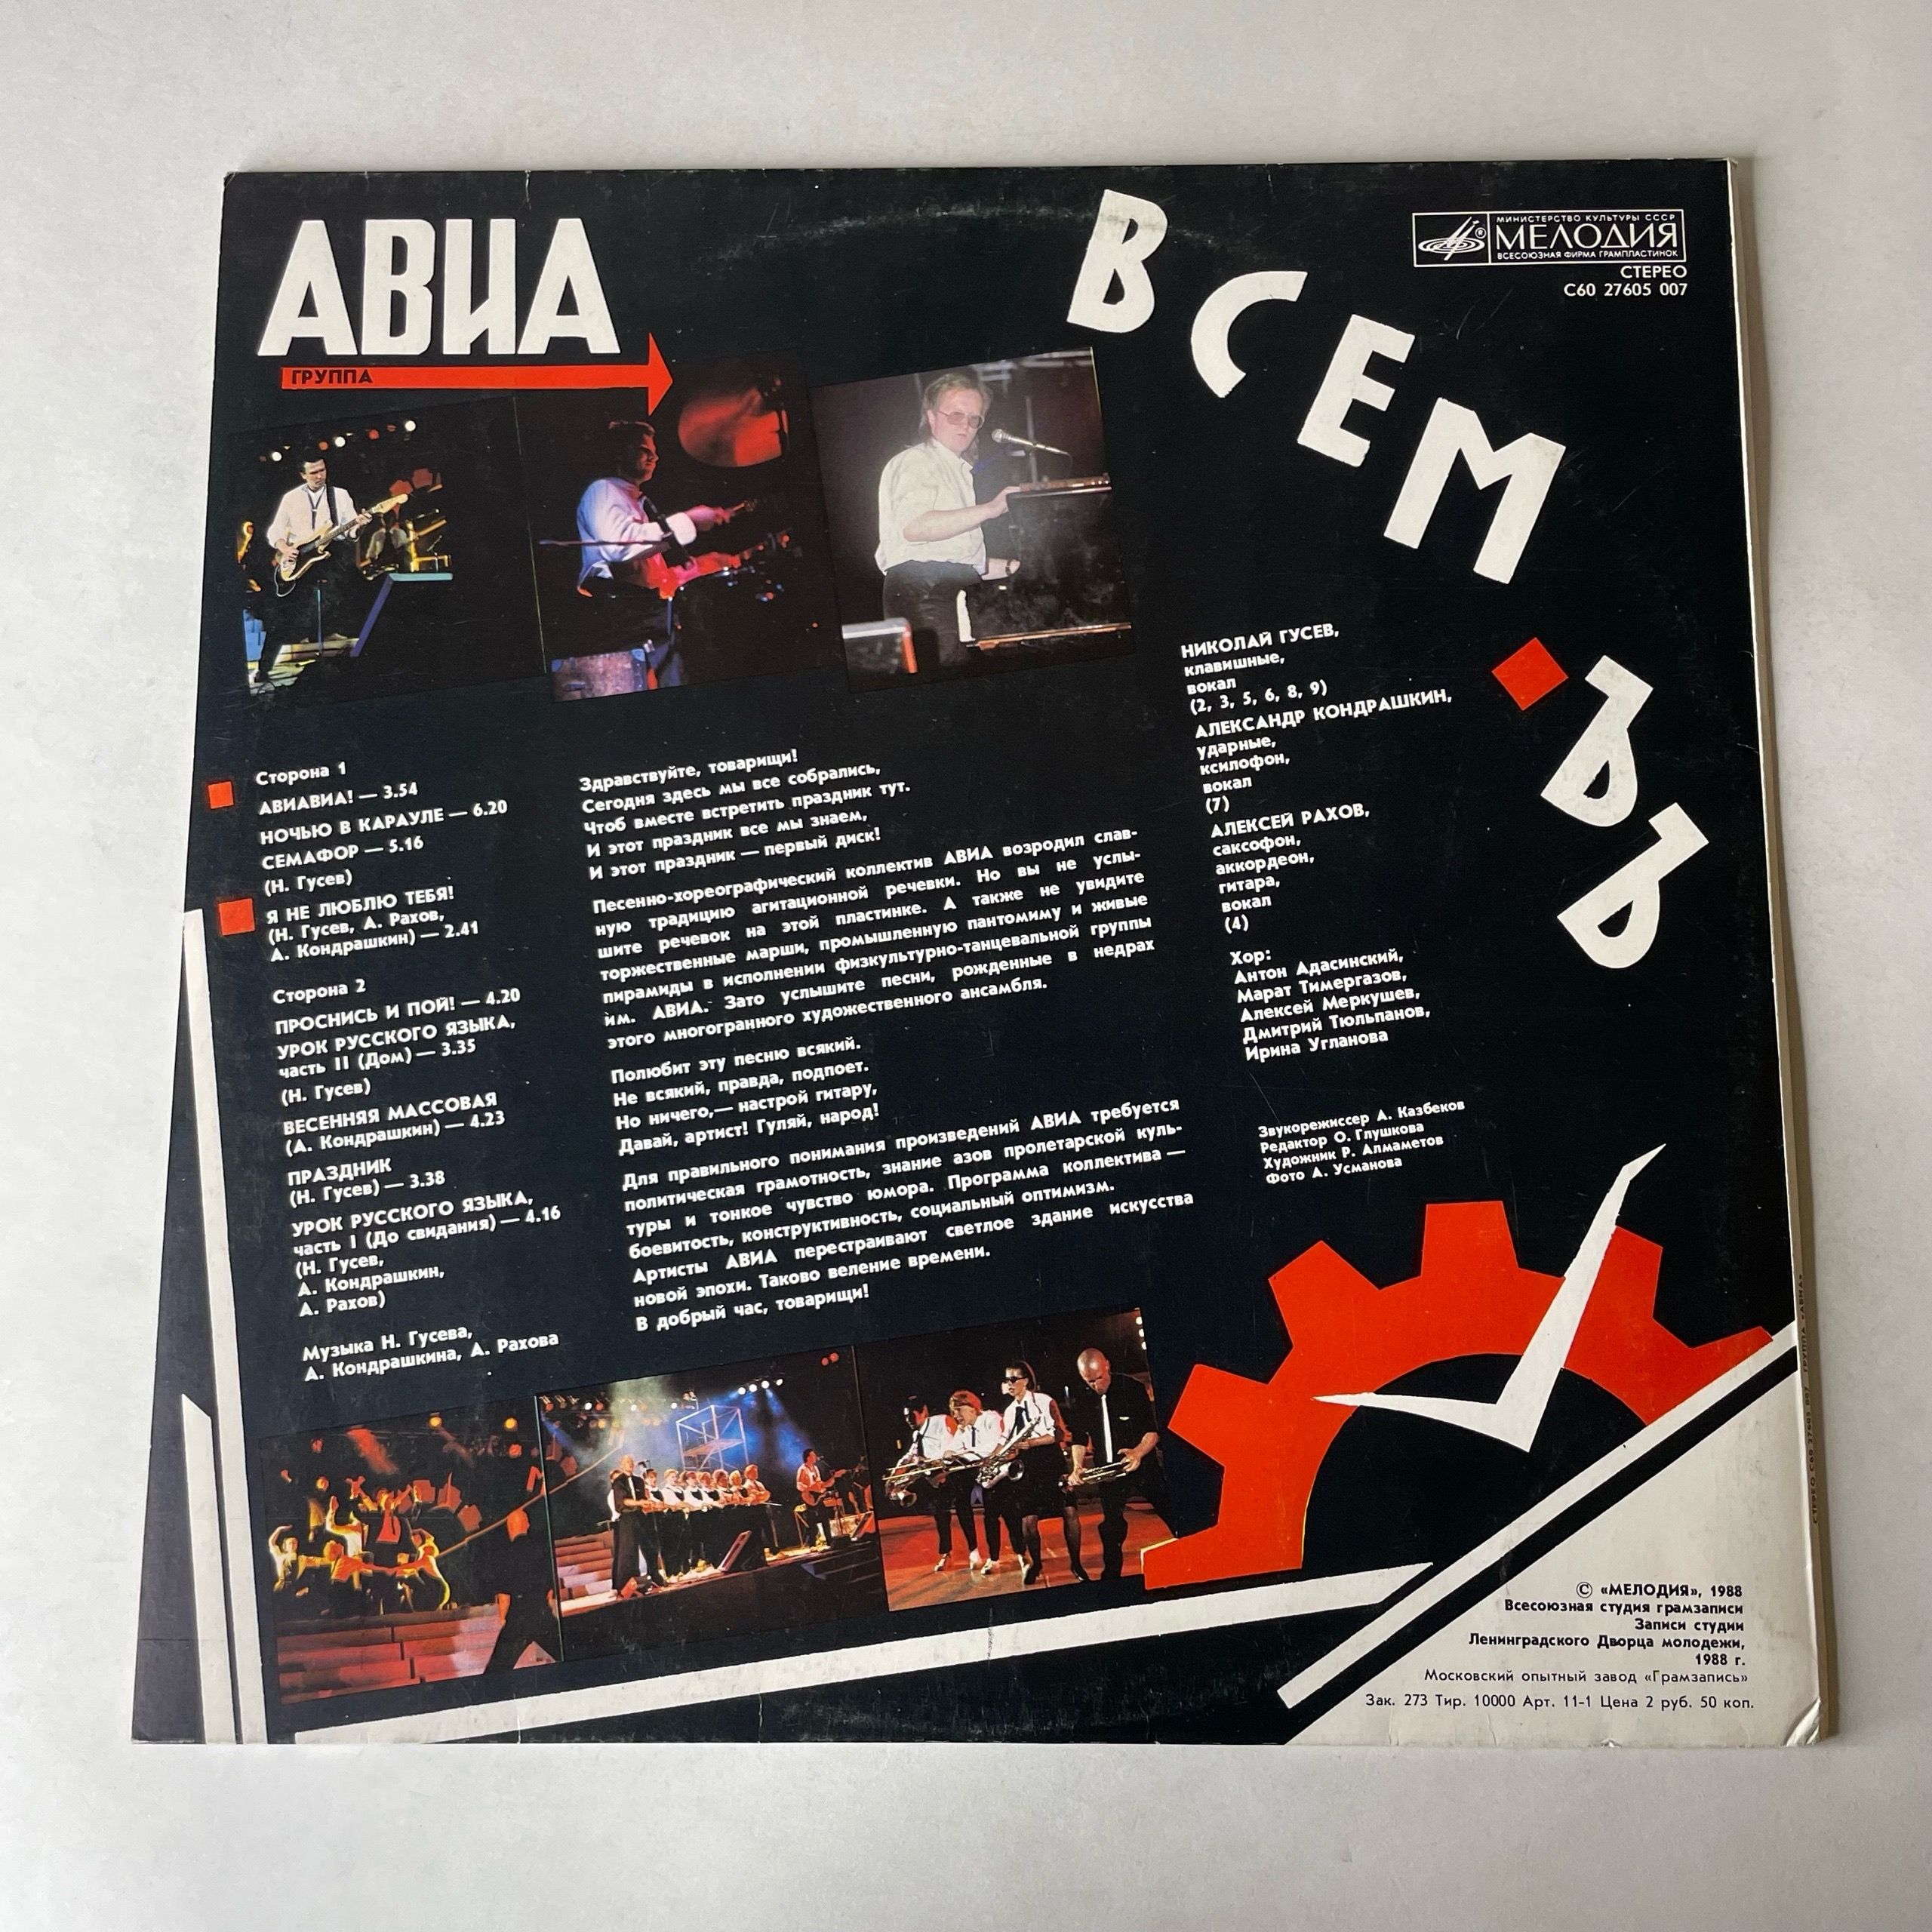 АВИА
ГРУППА
ВСЕМ
ЪЪ
МИНИСТЕРСТВО КУЛЬТУРЫ СССР
МЕЛОДИЯ
ВСЕСОЮЗНАЯ ФИРМА ГРАМПЛАСТИНОК
СТЕРЕО
С60 27605 007
Сторона 1
АВИАВИА! — 3.54
НОЧЬЮ В КАРАУЛЕ — 6.20
СЕМАФОР — 5.16
(Н. Гусев)
Я НЕ ЛЮБЛЮ ТЕБЯ!
(Н. Гусев, А. Рахов,
А. Кондрашкин) — 2.41
Сторона 2
ПРОСНИСЬ И ПОЙ! — 4.20
УРОК РУССКОГО ЯЗЫКА,
часть II (Дом) — 3.35
(Н. Гусев)
ВЕСЕННЯЯ МАССОВАЯ
(А. Кондрашкин) — 4.23
ПРАЗДНИК
(Н. Гусев) — 3.38
УРОК РУССКОГО ЯЗЫКА,
часть I (До свидания) — 4.16
(Н. Гусев,
А. Кондрашкин,
А. Рахов)
Музыка Н. Гусева,
А. Кондрашкина, А. Рахова
Здравствуйте, товарищи!
Сегодня здесь мы все собрались,
Чтоб вместе встретить праздник тут.
И этот праздник все мы знаем,
И этот праздник — первый диск!
Песенно-хореографический коллектив АВИА возродил слав-
ную традицию агитационной речевки. Но вы не услы-
шите речевок на этой пластинке. А также не увидите
торжественные марши, промышленную пантомиму и живые
пирамиды в исполнении физкультурно-танцевальной группы
им. АВИА. Зато услышите песни, рожденные в недрах
этого многогранного художественного ансамбля.
Полюбит эту песню всякий.
Не всякий, правда, подпоет.
Но ничего,— настрой гитару,
Давай, артист! Гуляй, народ!
Для правильного понимания произведений АВИА требуется
политическая грамотность, знание азов пролетарской куль-
туры и тонкое чувство юмора. Программа коллектива —
боевитость, конструктивность, социальный оптимизм.
Артисты АВИА перестраивают светлое здание искусства
новой эпохи. Таково веление времени.
В добрый час, товарищи!
НИКОЛАЙ ГУСЕВ,
клавишные,
вокал
(2, 3, 5, 6, 8, 9)
АЛЕКСАНДР КОНДРАШКИН,
ударные,
ксилофон,
вокал
(7)
АЛЕКСЕЙ РАХОВ,
саксофон,
аккордеон,
гитара,
вокал
(4)
Хор:
Антон Адасинский,
Марат Тимергазов,
Алексей Меркушев,
Дмитрий Тюльпанов,
Ирина Угланова
Звукорежиссер А. Казбеков
Редактор О. Глушкова
Художник Р. Алмаметов
Фото А. Усманова
© «МЕЛОДИЯ», 1988
Всесоюзная студия грамзаписи
Записи студии
Ленинградского Дворца молодежи,
1988 г.
Московский опытный завод «Грамзапись»
Зак. 273 Тир. 10000 Арт. 11-1 Цена 2 руб. 50 коп.
СТЕРЕО С60 27605 007 ГРУППА «АВИА»